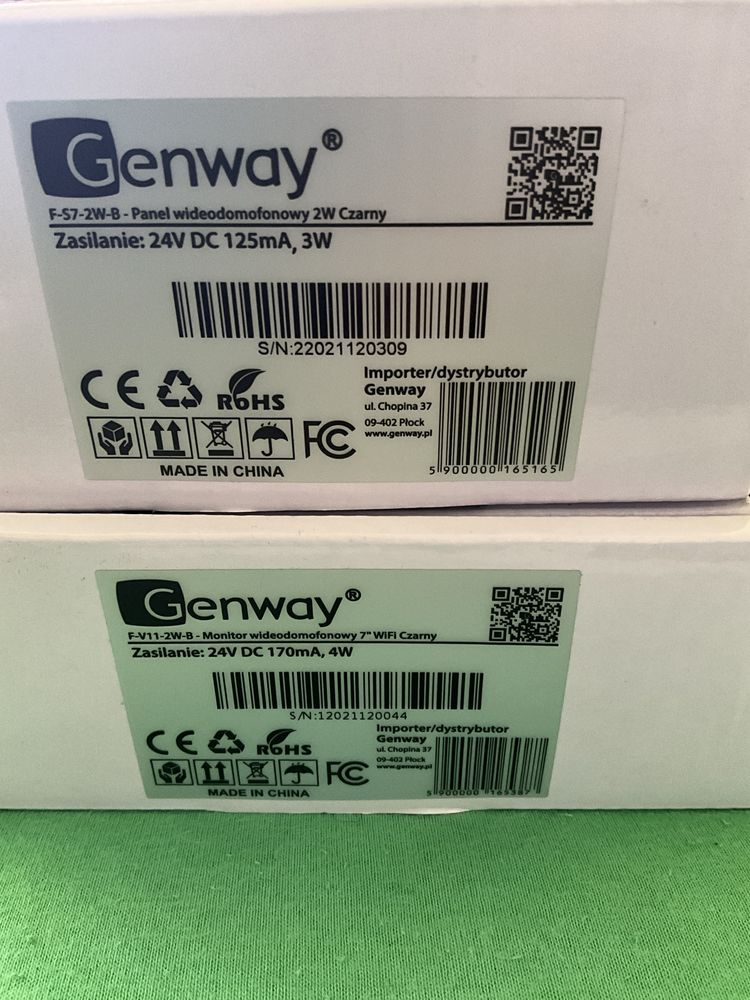 Genway®
F-S7-2W-B - Panel wideodomofonowy 2W Czarny
Zasilanie: 24V DC 125mA, 3W
S/N:22021120309
CE RoHS
Importer/dystrybutor
Genway
ul. Chopina 37
09-402 Płock
www.genway.pl
FC
MADE IN CHINA
5 900000 165165
Genway®
F-V11-2W-B - Monitor wideodomofonowy 7" WiFi Czarny
Zasilanie: 24V DC 170mA, 4W
S/N:12021120044
CE RoHS
Importer/dystrybutor
Genway
ul. Chopina 37
09-402 Płock
www.genway.pl
FC
MADE IN CHINA
5 900000 165387